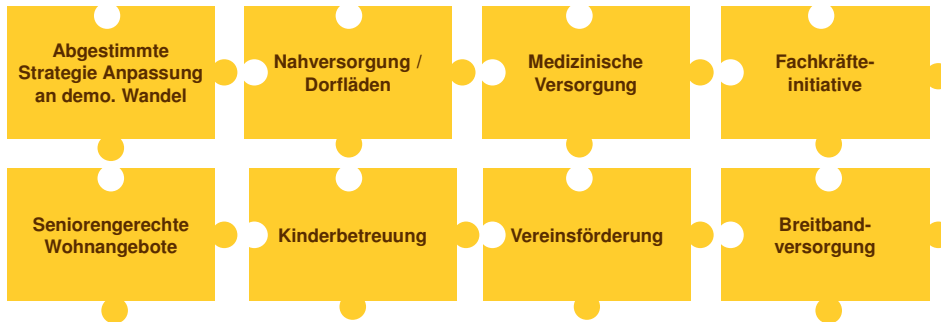 Abgestimmte
Strategie Anpassung
an demo. Wandel
Nahversorgung /
Dorfläden
Medizinische
Versorgung
Fachkräfte-
initiative
Seniorengerechte
Wohnangebote
Kinderbetreuung
Vereinsförderung
Breitband-
versorgung